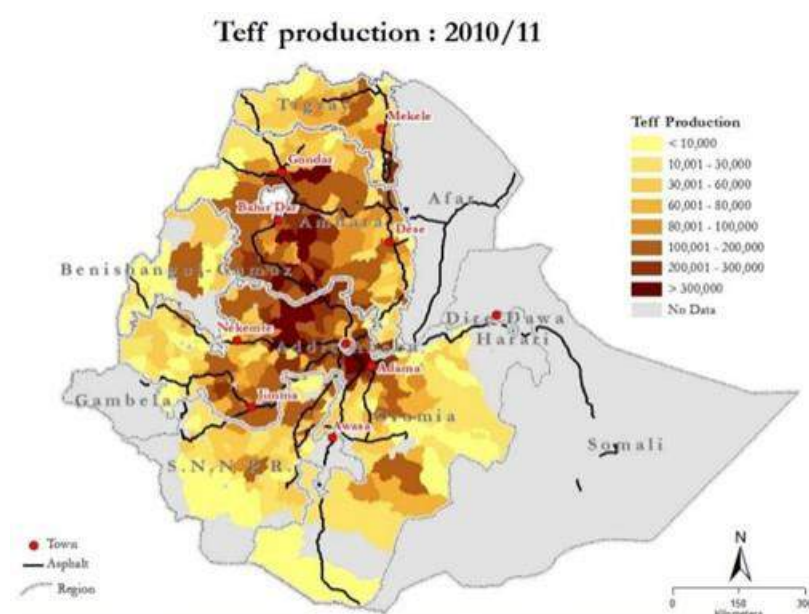 Teff production : 2010/11
Tigray
Mekele
Gondar
Afar
Bahir Dar
Amhara
Dese
Benishangul-Gumuz
Nekemte
Addis Ababa
Dire Dawa
Harari
Adama
Gambela
Jimma
Oromia
Awasa
Somali
S.N.N.P.R.
Teff Production
< 10,000
10,001 - 30,000
30,001 - 60,000
60,001 - 80,000
80,001 - 100,000
100,001 - 200,000
200,001 - 300,000
> 300,000
No Data
Town
Asphalt
Region
N
0 150
Kilometers